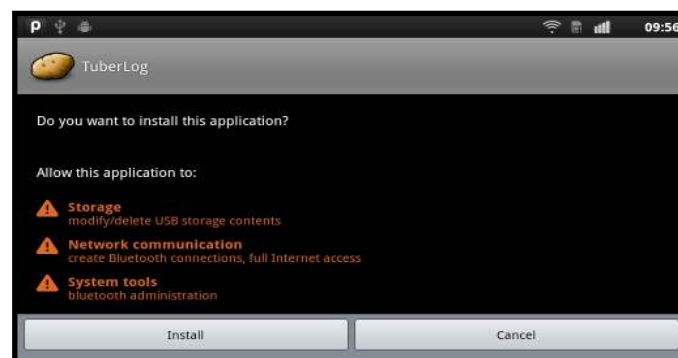 09:56
TuberLog
Do you want to install this application?
Allow this application to:
Storage
modify/delete USB storage contents
Network communication
create Bluetooth connections, full Internet access
System tools
bluetooth administration
Install Cancel